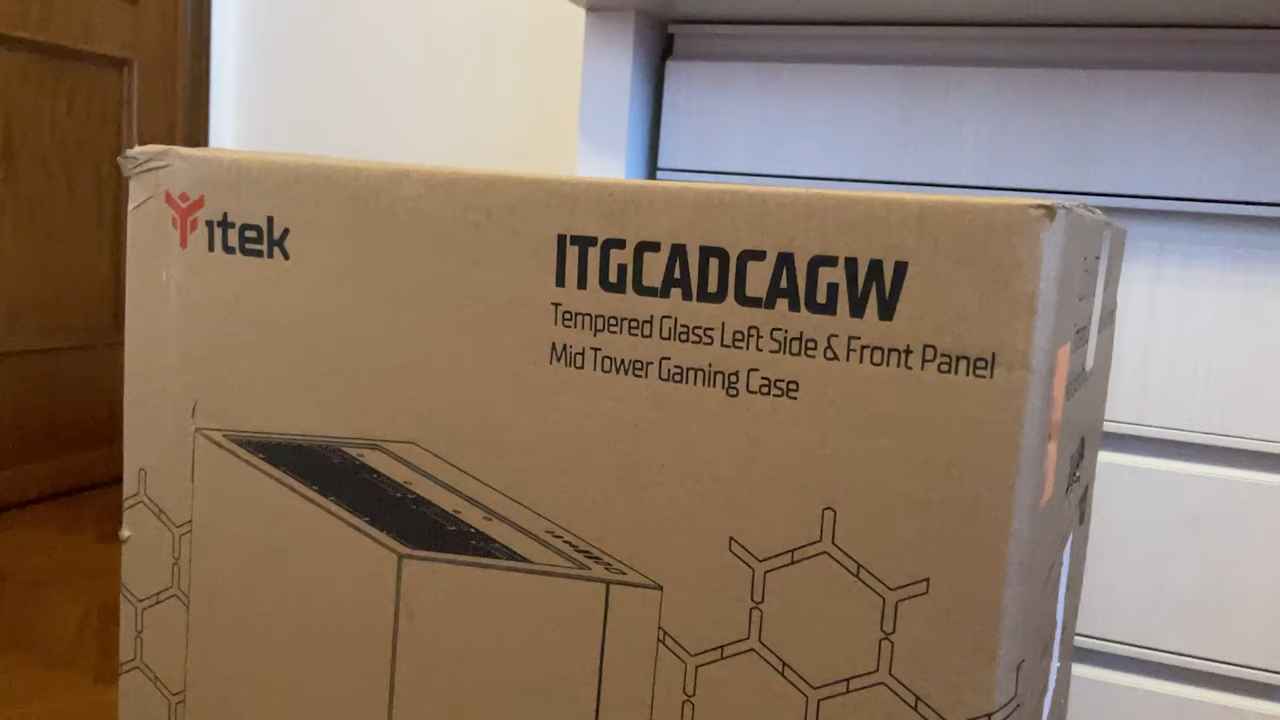 itek
ITGCADCAGW
Tempered Glass Left Side & Front Panel
Mid Tower Gaming Case